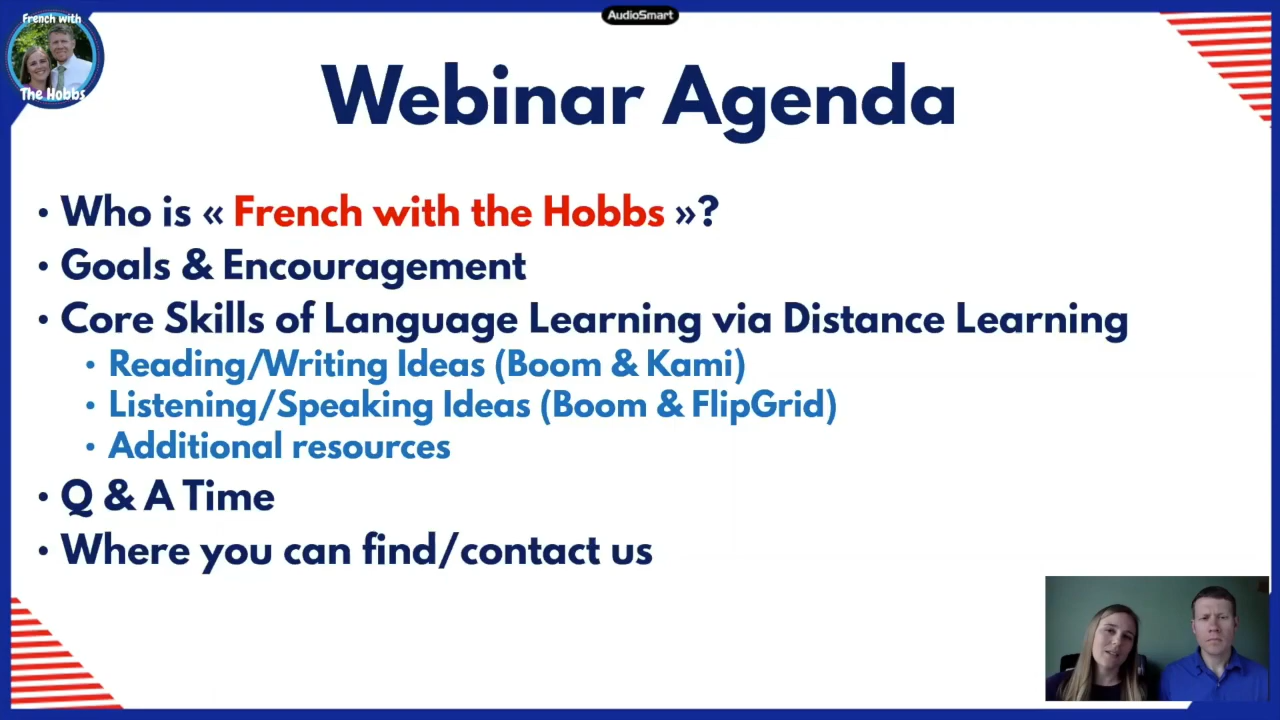 AudioSmart
French with
The Hobbs
Webinar Agenda
• Who is « French with the Hobbs »?
• Goals & Encouragement
• Core Skills of Language Learning via Distance Learning
• Reading/Writing Ideas (Boom & Kami)
• Listening/Speaking Ideas (Boom & FlipGrid)
• Additional resources
• Q & A Time
• Where you can find/contact us